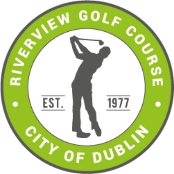 · RIVERVIEW GOLF COURSE ·
EST. 1977
CITY OF DUBLIN